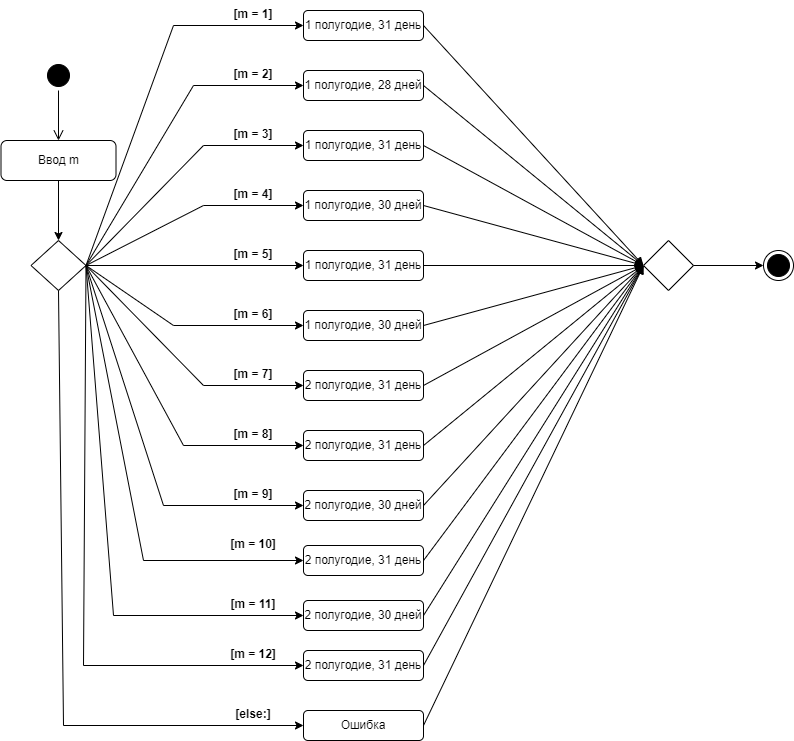 Ввод m
[m = 1]
1 полугодие, 31 день
[m = 2]
1 полугодие, 28 дней
[m = 3]
1 полугодие, 31 день
[m = 4]
1 полугодие, 30 дней
[m = 5]
1 полугодие, 31 день
[m = 6]
1 полугодие, 30 дней
[m = 7]
2 полугодие, 31 день
[m = 8]
2 полугодие, 31 день
[m = 9]
2 полугодие, 30 дней
[m = 10]
2 полугодие, 31 день
[m = 11]
2 полугодие, 30 дней
[m = 12]
2 полугодие, 31 день
[else:]
Ошибка